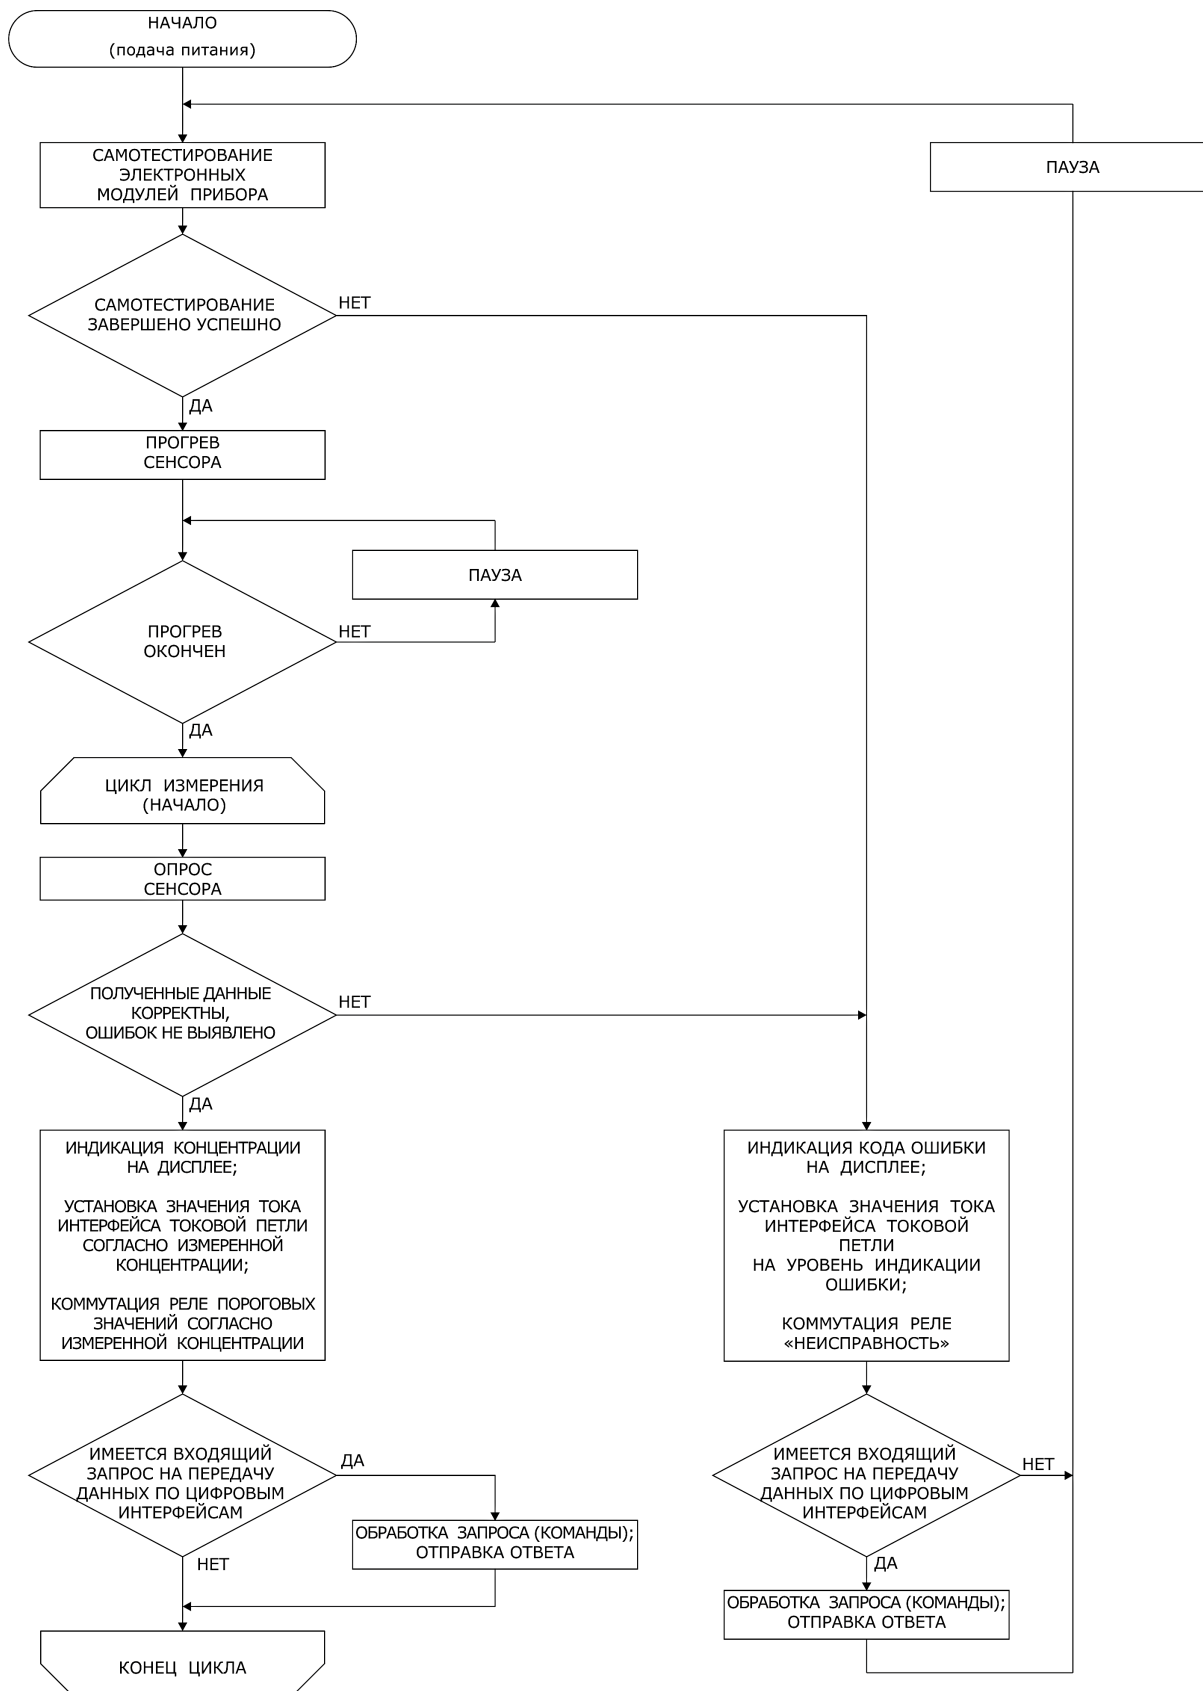 НАЧАЛО
(подача питания)
САМОТЕСТИРОВАНИЕ
ЭЛЕКТРОННЫХ
МОДУЛЕЙ ПРИБОРА
ПАУЗА
САМОТЕСТИРОВАНИЕ
ЗАВЕРШЕНО УСПЕШНО
НЕТ
ДА
ПРОГРЕВ
СЕНСОРА
ПАУЗА
ПРОГРЕВ
ОКОНЧЕН
НЕТ
ДА
ЦИКЛ ИЗМЕРЕНИЯ
(НАЧАЛО)
ОПРОС
СЕНСОРА
ПОЛУЧЕННЫЕ ДАННЫЕ
КОРРЕКТНЫ,
ОШИБОК НЕ ВЫЯВЛЕНО
НЕТ
ДА
ИНДИКАЦИЯ КОНЦЕНТРАЦИИ
НА ДИСПЛЕЕ;
УСТАНОВКА ЗНАЧЕНИЯ ТОКА
ИНТЕРФЕЙСА ТОКОВОЙ ПЕТЛИ
СОГЛАСНО ИЗМЕРЕННОЙ
КОНЦЕНТРАЦИИ;
КОММУТАЦИЯ РЕЛЕ ПОРОГОВЫХ
ЗНАЧЕНИЙ СОГЛАСНО
ИЗМЕРЕННОЙ КОНЦЕНТРАЦИИ
ИНДИКАЦИЯ КОДА ОШИБКИ
НА ДИСПЛЕЕ;
УСТАНОВКА ЗНАЧЕНИЯ ТОКА
ИНТЕРФЕЙСА ТОКОВОЙ
ПЕТЛИ
НА УРОВЕНЬ ИНДИКАЦИИ
ОШИБКИ;
КОММУТАЦИЯ РЕЛЕ
«НЕИСПРАВНОСТЬ»
ИМЕЕТСЯ ВХОДЯЩИЙ
ЗАПРОС НА ПЕРЕДАЧУ
ДАННЫХ ПО ЦИФРОВЫМ
ИНТЕРФЕЙСАМ
ДА
НЕТ
ОБРАБОТКА ЗАПРОСА (КОМАНДЫ);
ОТПРАВКА ОТВЕТА
ИМЕЕТСЯ ВХОДЯЩИЙ
ЗАПРОС НА ПЕРЕДАЧУ
ДАННЫХ ПО ЦИФРОВЫМ
ИНТЕРФЕЙСАМ
НЕТ
ДА
ОБРАБОТКА ЗАПРОСА (КОМАНДЫ);
ОТПРАВКА ОТВЕТА
КОНЕЦ ЦИКЛА